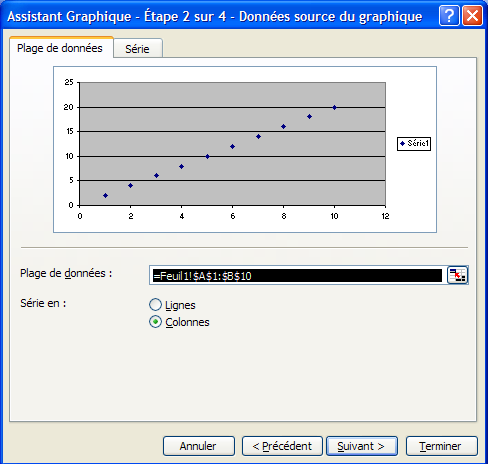 Assistant Graphique - Étape 2 sur 4 - Données source du graphique
Plage de données
Série
25
20
15
10
5
0
0 2 4 6 8 10 12
Série1
Plage de données :
=Feuil1!$A$1:$B$10
Série en :
Lignes
Colonnes
Annuler
< Précédent
Suivant >
Terminer